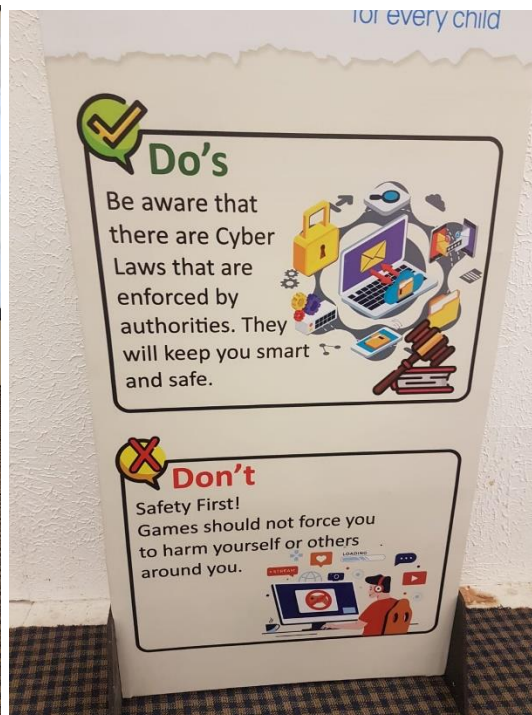 for every child
Do's
Be aware that
there are Cyber
Laws that are
enforced by
authorities. They
will keep you smart
and safe.
Don't
Safety First!
Games should not force you
to harm yourself or others
around you.
LOADING